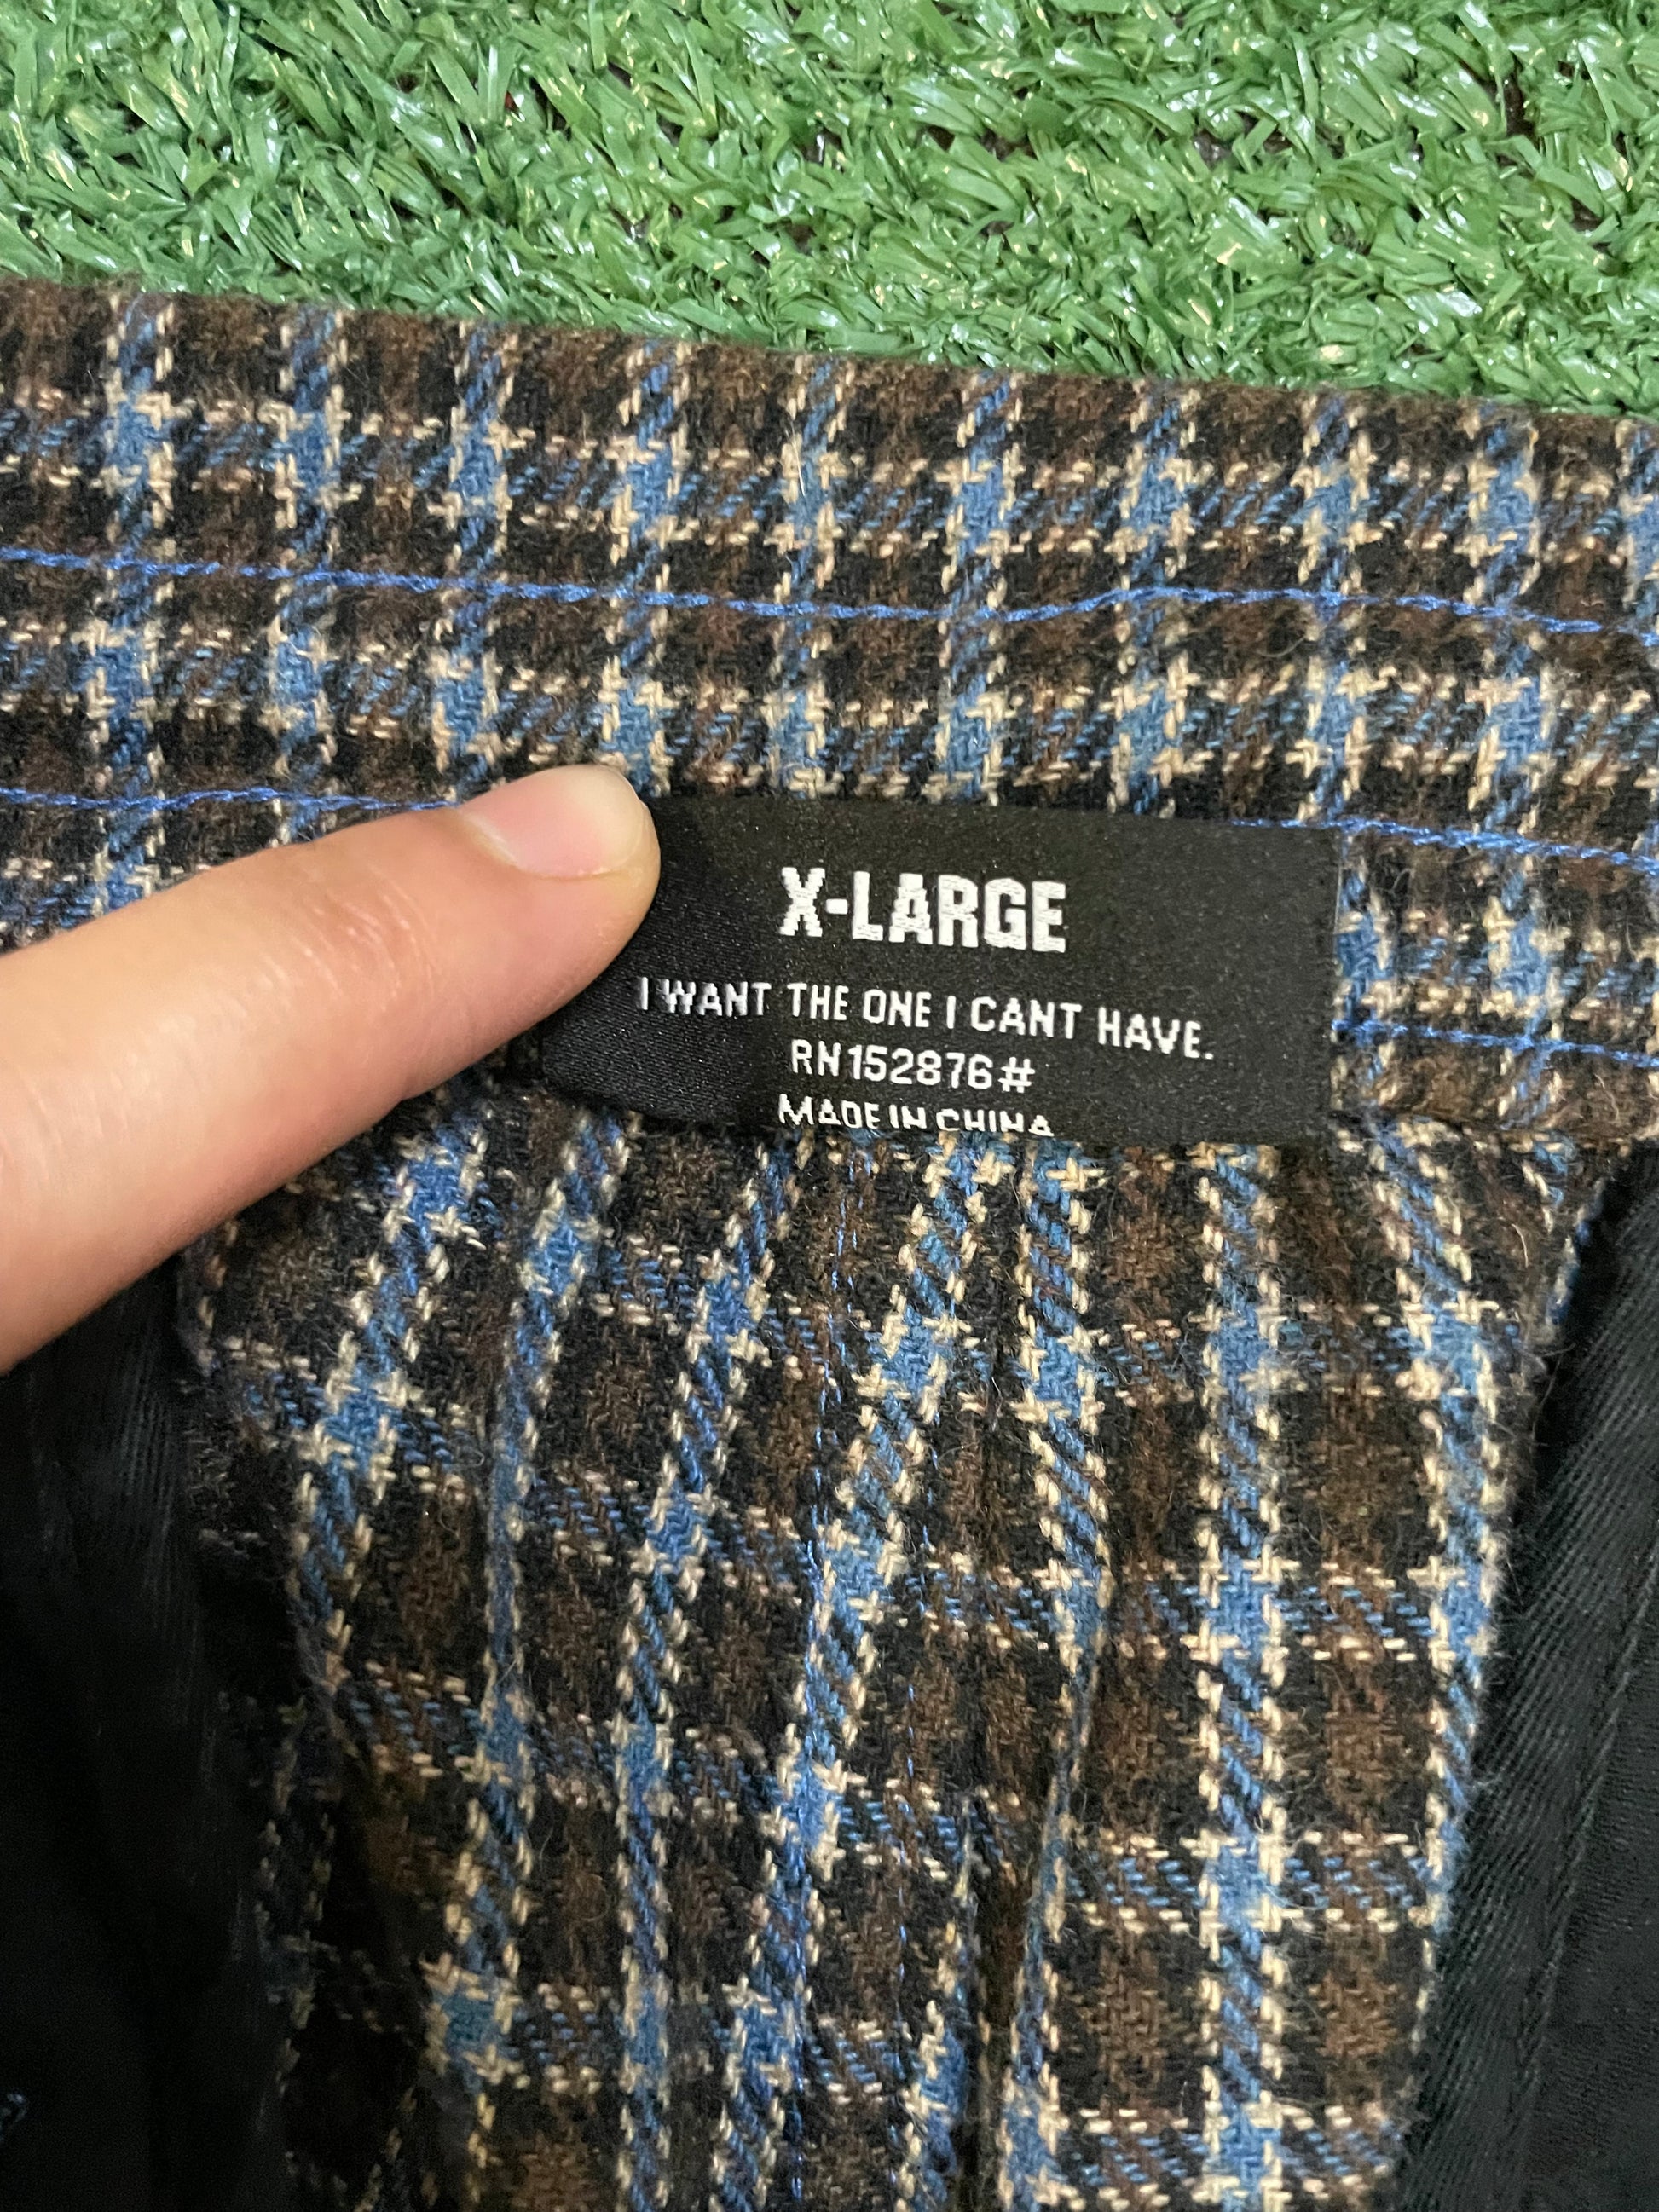 X-LARGE
I WANT THE ONE I CANT HAVE.
RN152876#
MADE IN CHINA